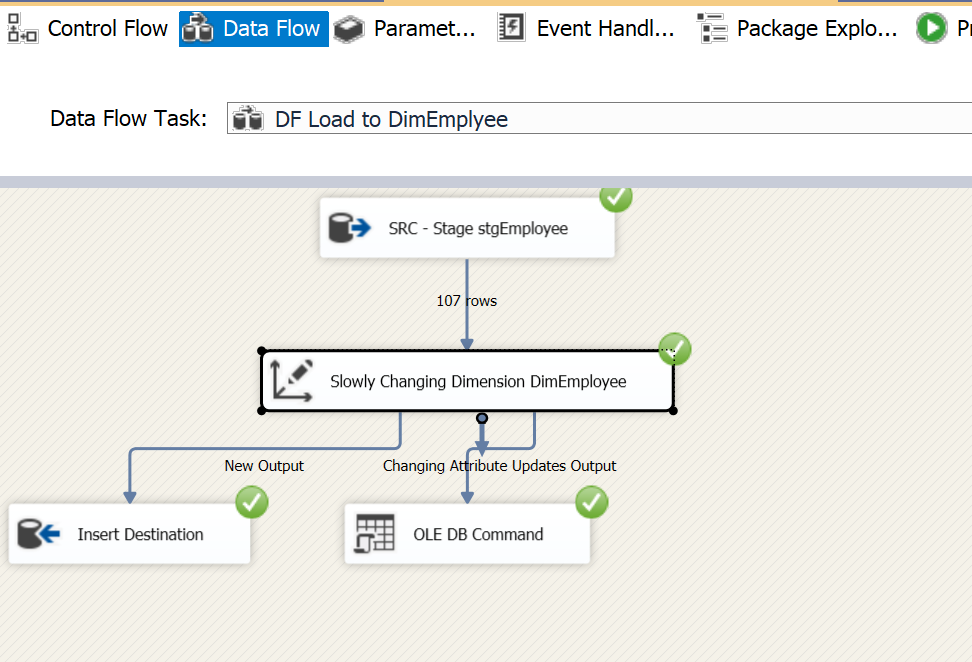 Control Flow Data Flow Paramet... Event Handl... Package Explo... Pr
Data Flow Task: DF Load to DimEmplyee
SRC - Stage stgEmployee
107 rows
Slowly Changing Dimension DimEmployee
New Output Changing Attribute Updates Output
Insert Destination OLE DB Command